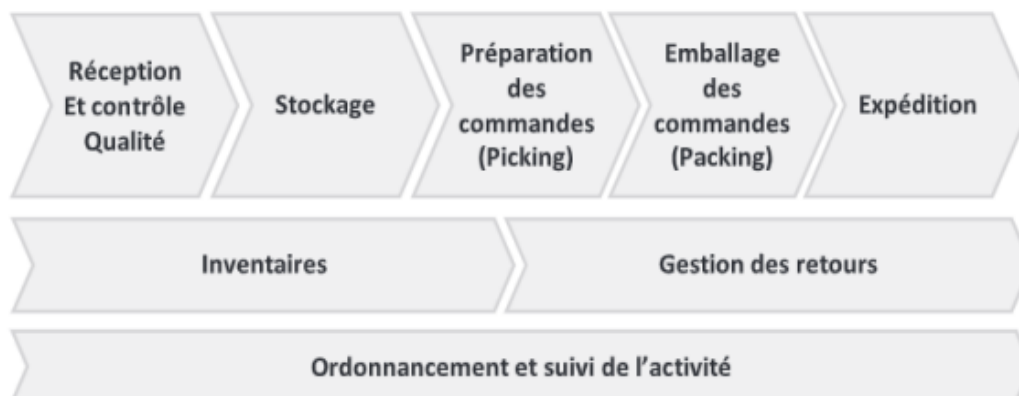 Réception
Et contrôle
Qualité
Stockage
Préparation
des
commandes
(Picking)
Emballage
des
commandes
(Packing)
Expédition
Inventaires
Gestion des retours
Ordonnancement et suivi de l’activité